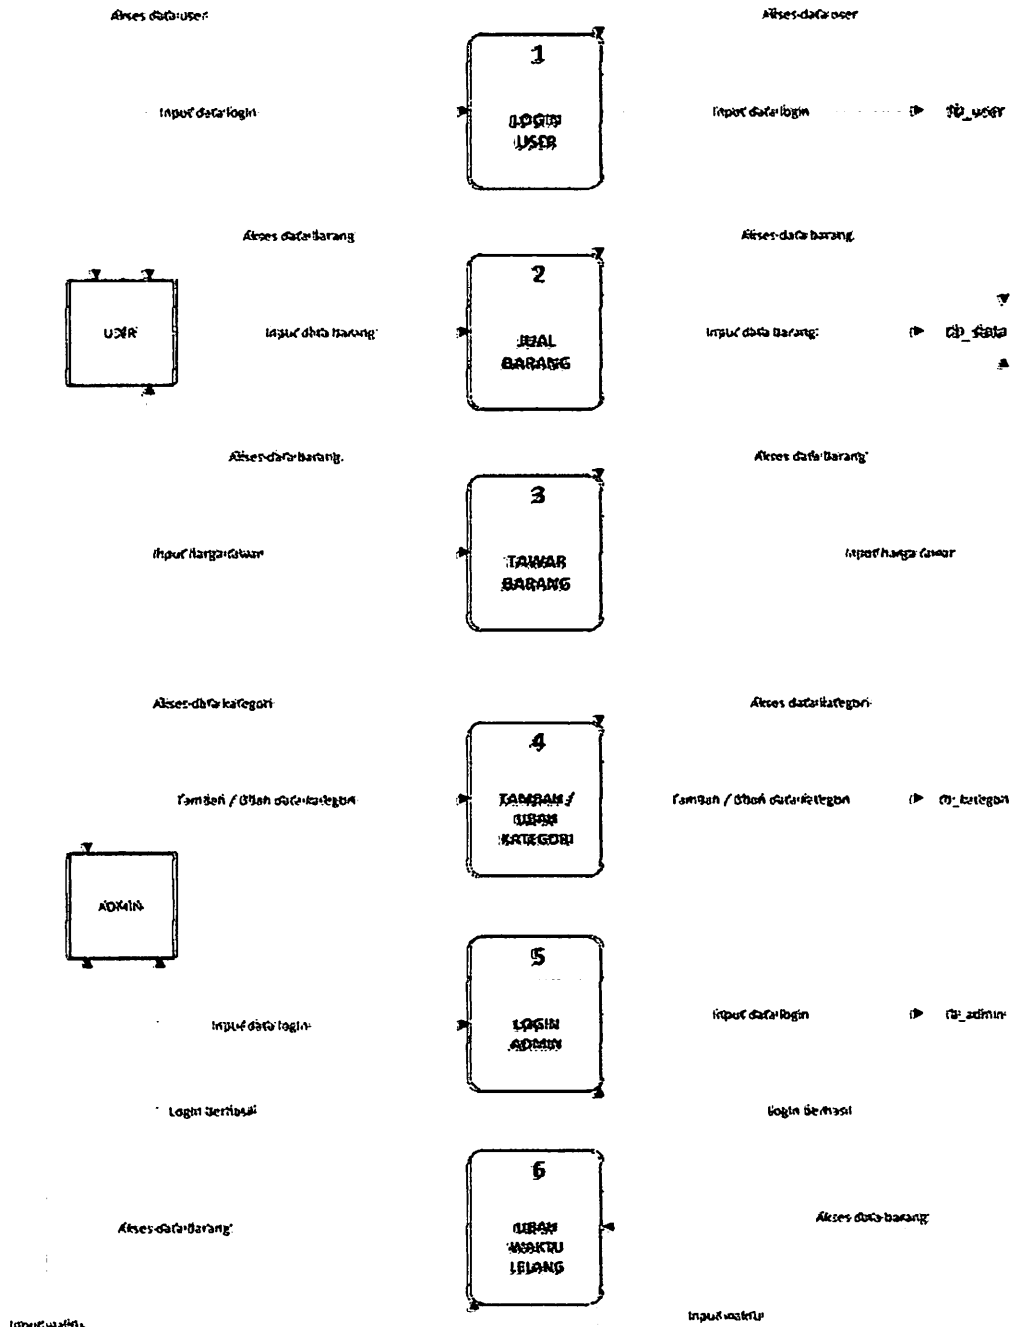 Akses data user
Akses data user
1
Input data login
LOGIN
USER
Input data login
tb_user
Akses data barang
Akses data barang
2
USER
Input data barang
JUAL
BARANG
Input data barang
Akses data barang
Akses data barang
3
Input harga tawar
TAWAR
BARANG
Input harga tawar
Akses data kategori
Akses data kategori
4
Tambah / Ubah data kategori
TAMBAH /
UBAH
KATEGORI
Tambah / Ubah data kategori
tb_kategori
ADMIN
5
Input data login
LOGIN
ADMIN
Input data login
tb_admin
Login Berhasil
Login Berhasil
6
Akses data barang
UBAH
WAKTU
LELANG
Akses data barang
Input waktu
Input waktu